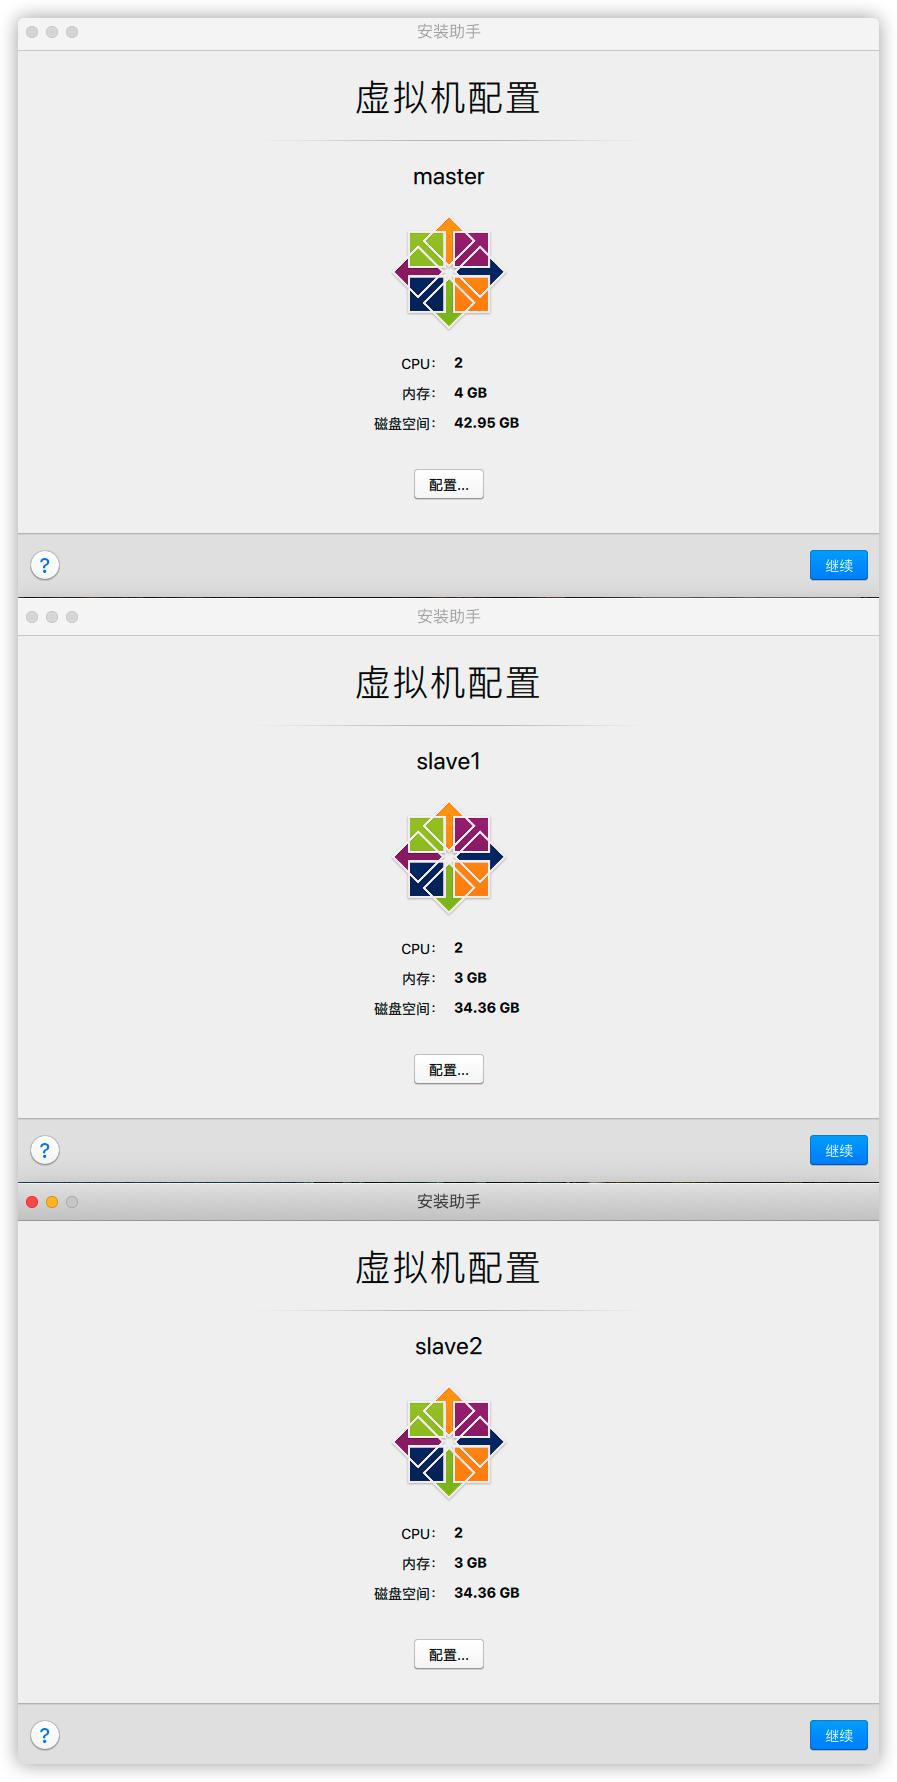 安装助手
虚拟机配置
master
CPU： 2
内存： 4 GB
磁盘空间： 42.95 GB
配置...
? 继续
安装助手
虚拟机配置
slave1
CPU： 2
内存： 3 GB
磁盘空间： 34.36 GB
配置...
? 继续
安装助手
虚拟机配置
slave2
CPU： 2
内存： 3 GB
磁盘空间： 34.36 GB
配置...
? 继续